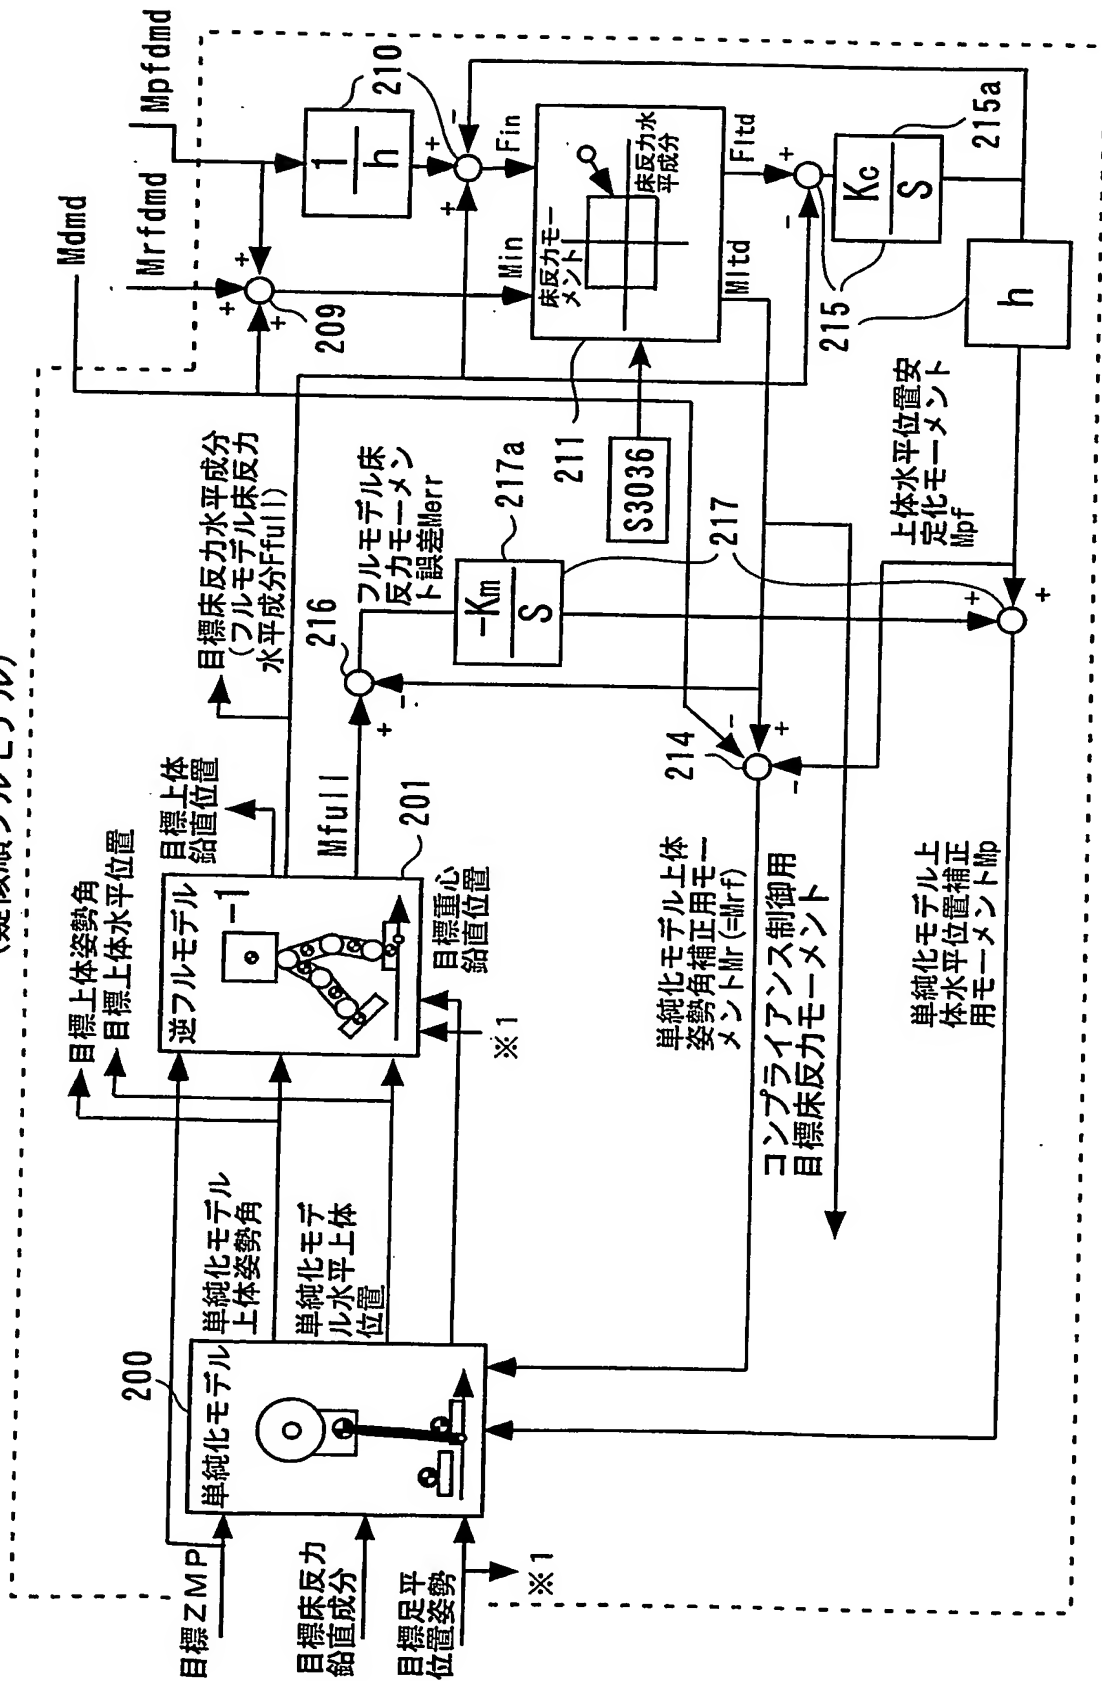 (擬似順フルモデル)
Mdmd
Mrfdmd
Mpfdmd
目標上体姿勢角
目標上体水平位置
目標上体
鉛直位置
目標床反力水平成分
(フルモデル床反力
水平成分Ffull)
200
単純化モデル
目標ZMP
目標床反力
鉛直成分
目標足平
位置姿勢
※1
単純化モデル
上体姿勢角
単純化モデ
ル水平上体
位置
逆フルモデル
-1
201
※1
目標重心
鉛直位置
Mfull
+
-
216
フルモデル床
反力モーメン
ト誤差Merr
217a
-Km
S
217
+
+
209
+
+
+
1
h
210
+
+
-
Min
Fin
床反力モー
メント
床反力水
平成分
211
S3036
Mltd
Fltd
+
-
215
Kc
S
215a
h
上体水平位置安
定化モーメント
Mpf
214
-
+
-
単純化モデル上体
姿勢角補正用モー
メントMr(=Mrf)
コンプライアンス制御用
目標床反力モーメント
単純化モデル上
体水平位置補正
用モーメントMp